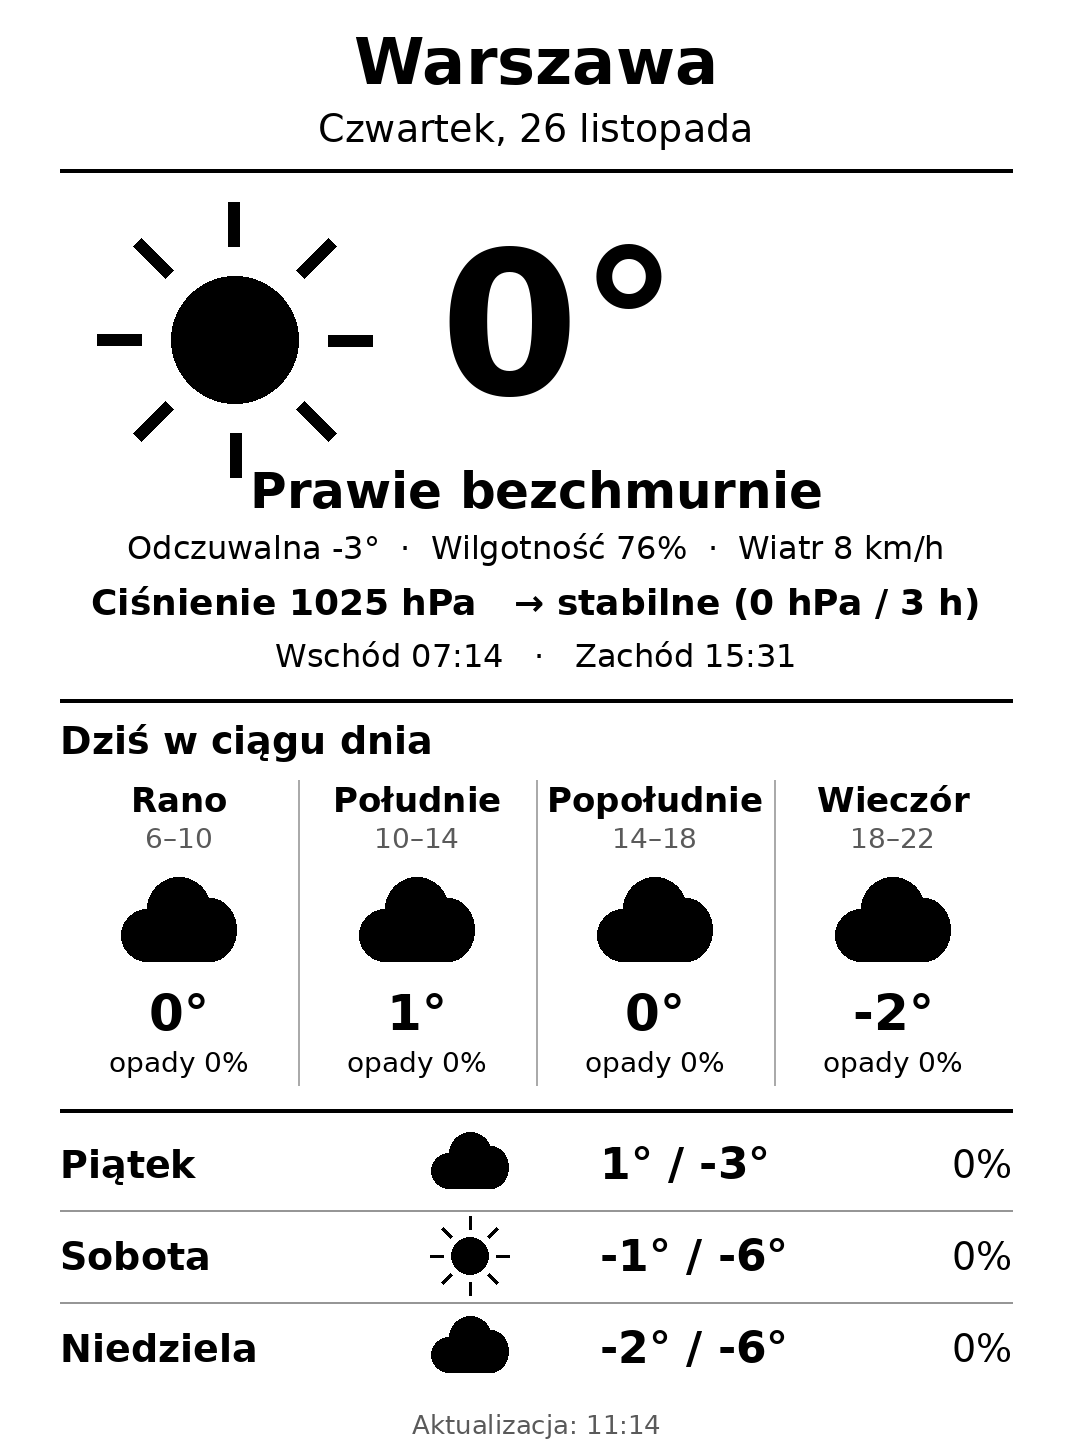 Warszawa
Czwartek, 26 listopada
0°
Prawie bezchmurnie
Odczuwalna -3° · Wilgotność 76% · Wiatr 8 km/h
Ciśnienie 1025 hPa → stabilne (0 hPa / 3 h)
Wschód 07:14 · Zachód 15:31
Dziś w ciągu dnia
Rano Południe Popołudnie Wieczór
6–10 10–14 14–18 18–22
0° 1° 0° -2°
opady 0% opady 0% opady 0% opady 0%
Piątek 1° / -3° 0%
Sobota -1° / -6° 0%
Niedziela -2° / -6° 0%
Aktualizacja: 11:14